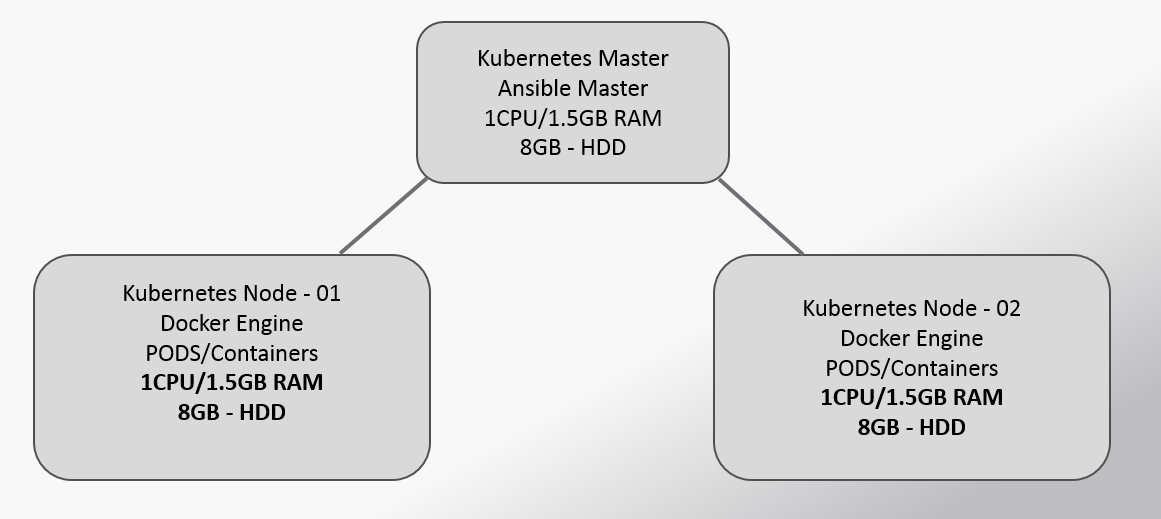 Kubernetes Master
Ansible Master
1CPU/1.5GB RAM
8GB - HDD
Kubernetes Node - 01
Docker Engine
PODS/Containers
1CPU/1.5GB RAM
8GB - HDD
Kubernetes Node - 02
Docker Engine
PODS/Containers
1CPU/1.5GB RAM
8GB - HDD